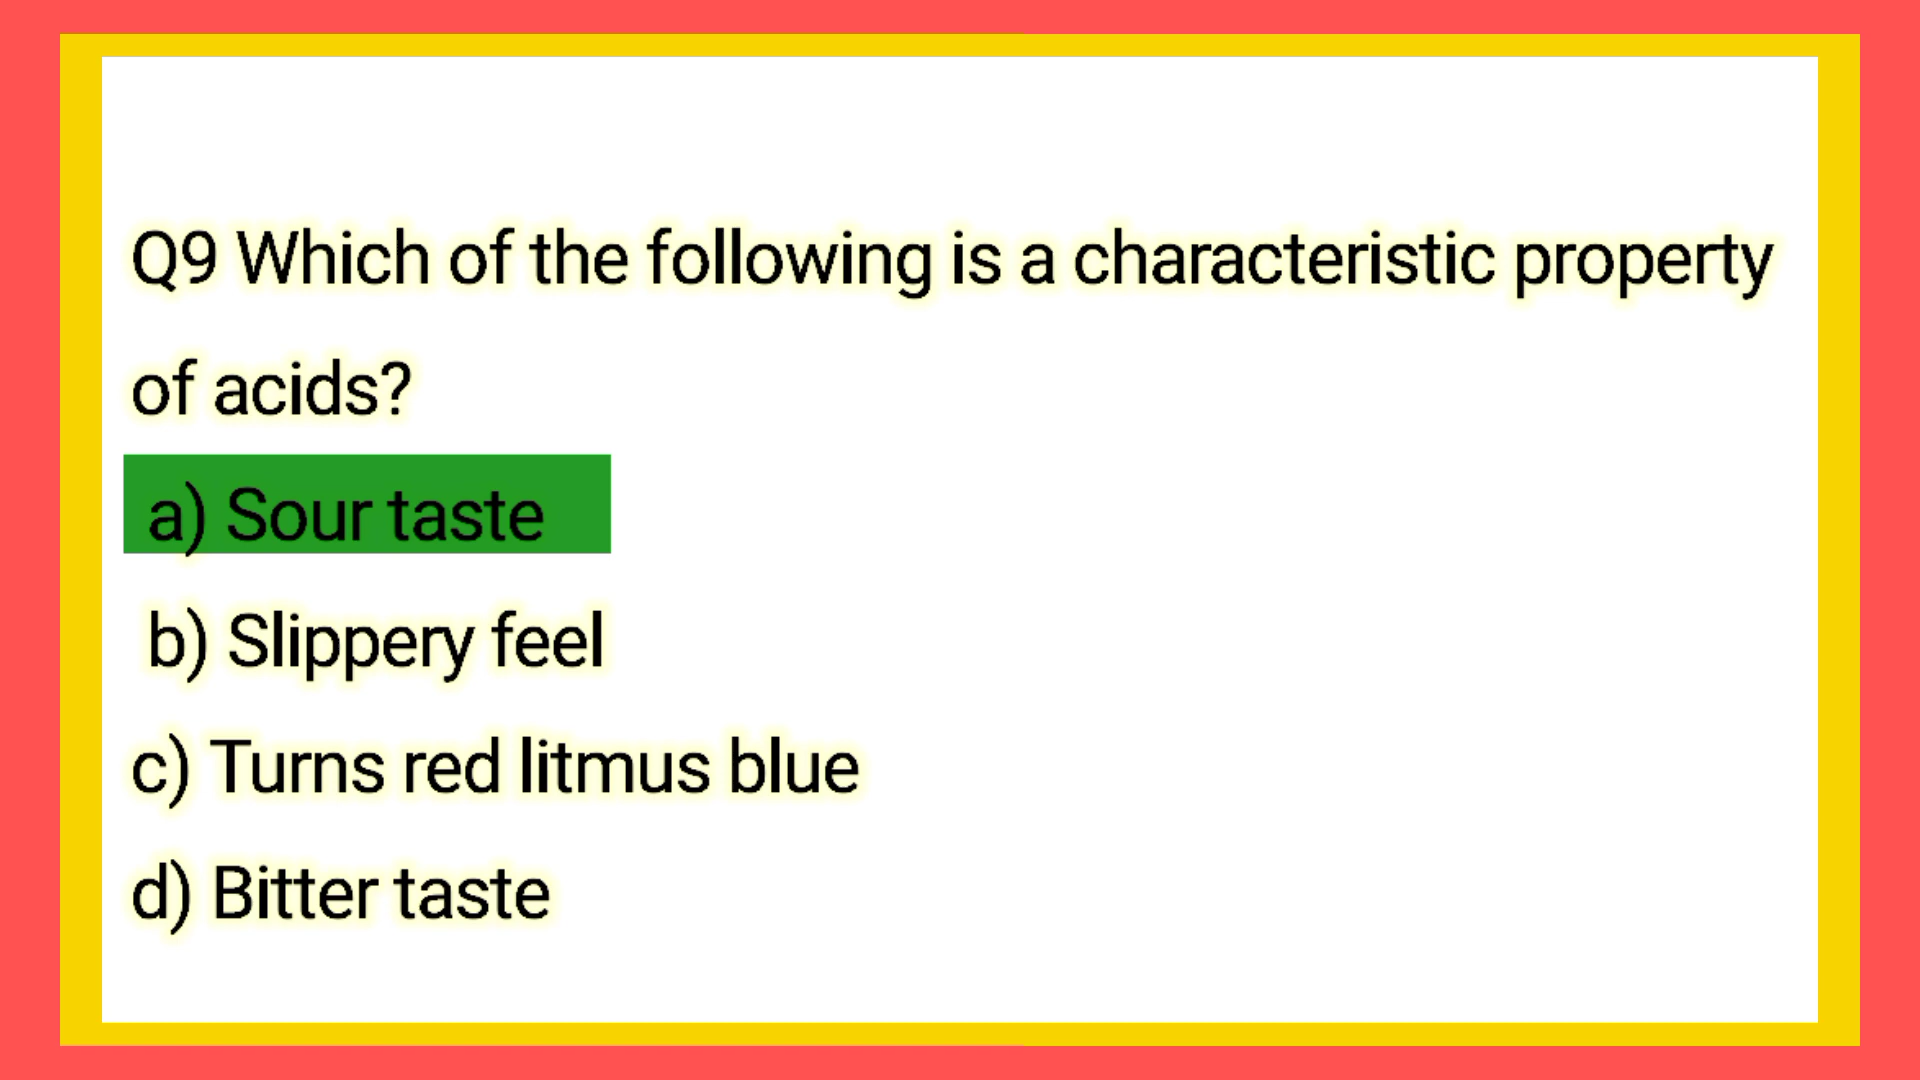 Q9 Which of the following is a characteristic property
of acids?
a) Sour taste
b) Slippery feel
c) Turns red litmus blue
d) Bitter taste